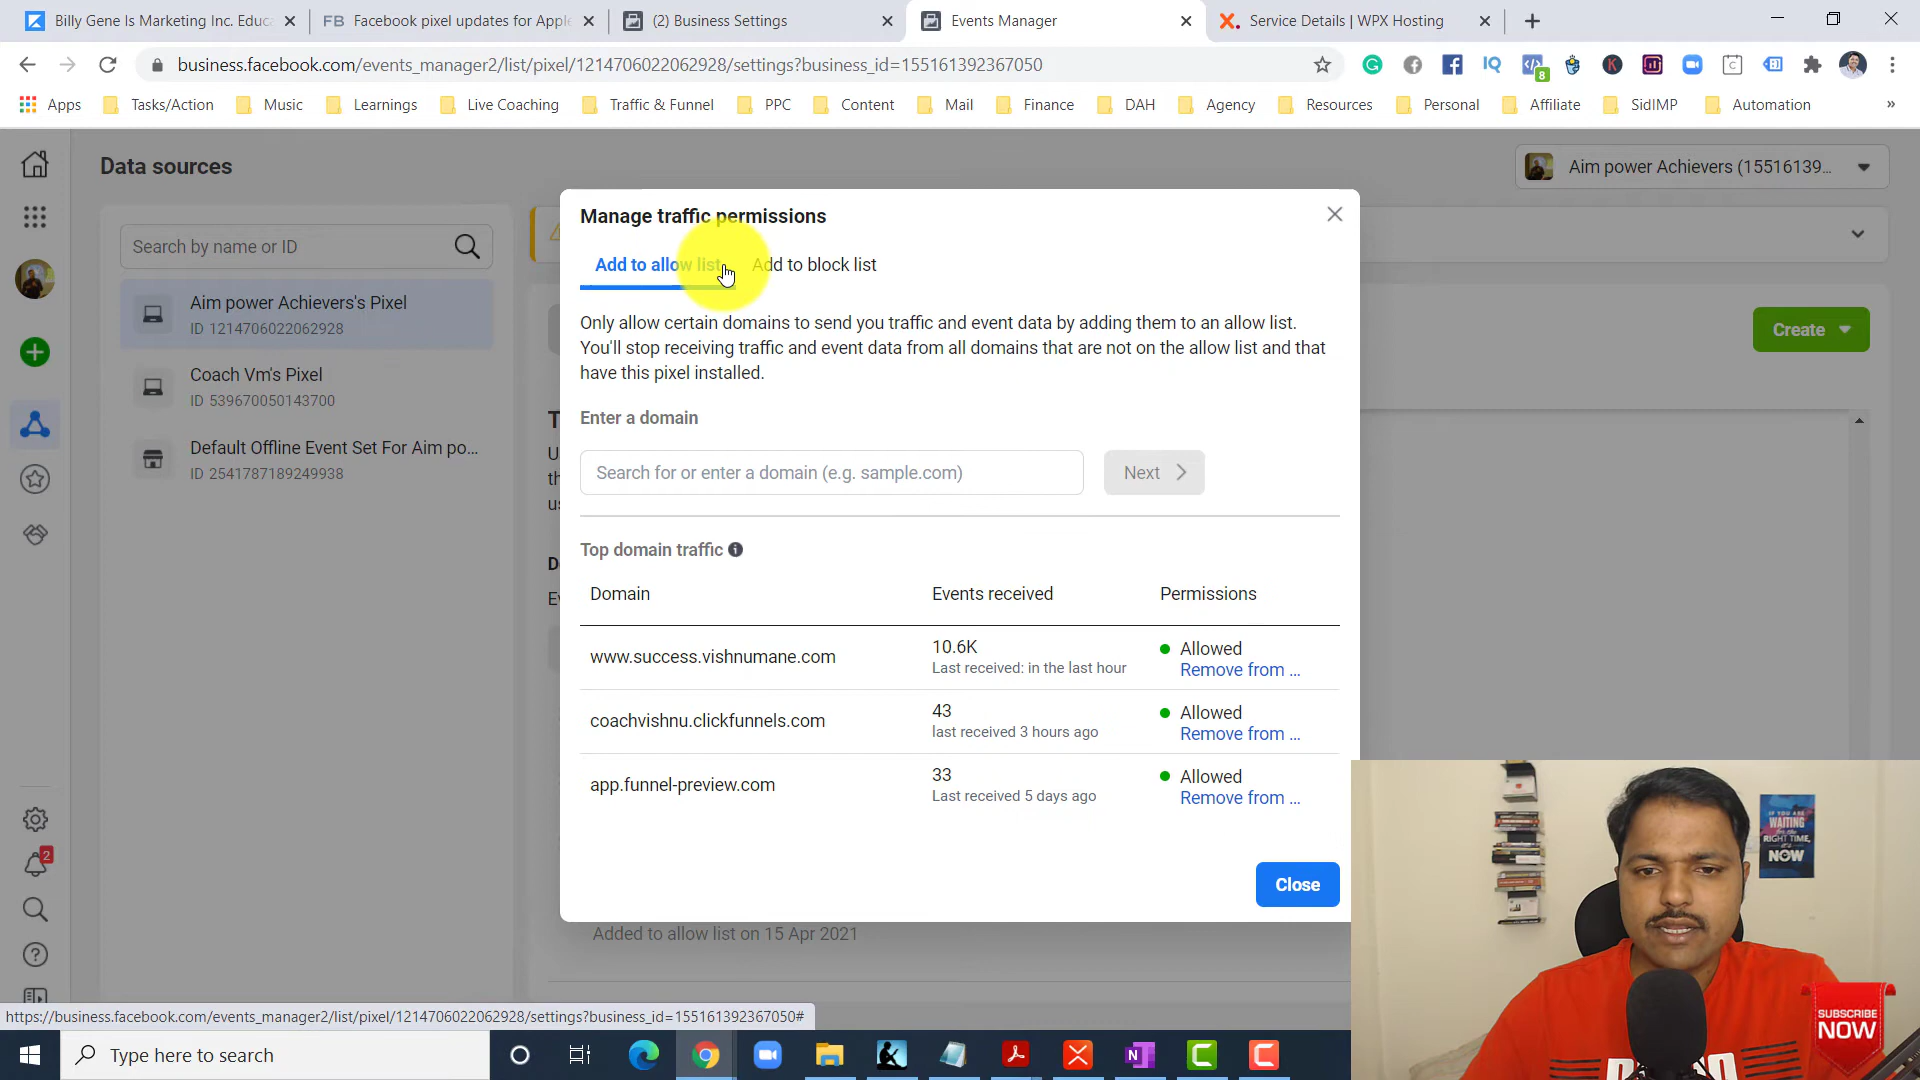 Billy Gene Is Marketing Inc. Educ
FB Facebook pixel updates for Apple
(2) Business Settings
Events Manager
Service Details | WPX Hosting
business.facebook.com/events_manager2/list/pixel/1214706022062928/settings?business_id=155161392367050
8
Apps
Tasks/Action
Music
Learnings
Live Coaching
Traffic & Funnel
PPC
Content
Mail
Finance
DAH
Agency
Resources
Personal
Affiliate
SidIMP
Automation
»
Data sources
Aim power Achievers (15516139...
Search by name or ID
Aim power Achievers's Pixel
ID 1214706022062928
Coach Vm's Pixel
ID 539670050143700
Default Offline Event Set For Aim po...
ID 2541787189249938
Create
Manage traffic permissions
Add to allow list
Add to block list
Only allow certain domains to send you traffic and event data by adding them to an allow list.
You'll stop receiving traffic and event data from all domains that are not on the allow list and that
have this pixel installed.
Enter a domain
Search for or enter a domain (e.g. sample.com)
Next
Top domain traffic
Domain Events received Permissions
www.success.vishnumane.com 10.6K Allowed
Last received: in the last hour Remove from ...
coachvishnu.clickfunnels.com 43 Allowed
last received 3 hours ago Remove from ...
app.funnel-preview.com 33 Allowed
Last received 5 days ago Remove from ...
Close
Added to allow list on 15 Apr 2021
2
https://business.facebook.com/events_manager2/list/pixel/1214706022062928/settings?business_id=155161392367050#
Type here to search
IF YOU ARE
WAITING
FOR THE
RIGHT TIME,
IT'S
NOW
SUBSCRIBE
NOW